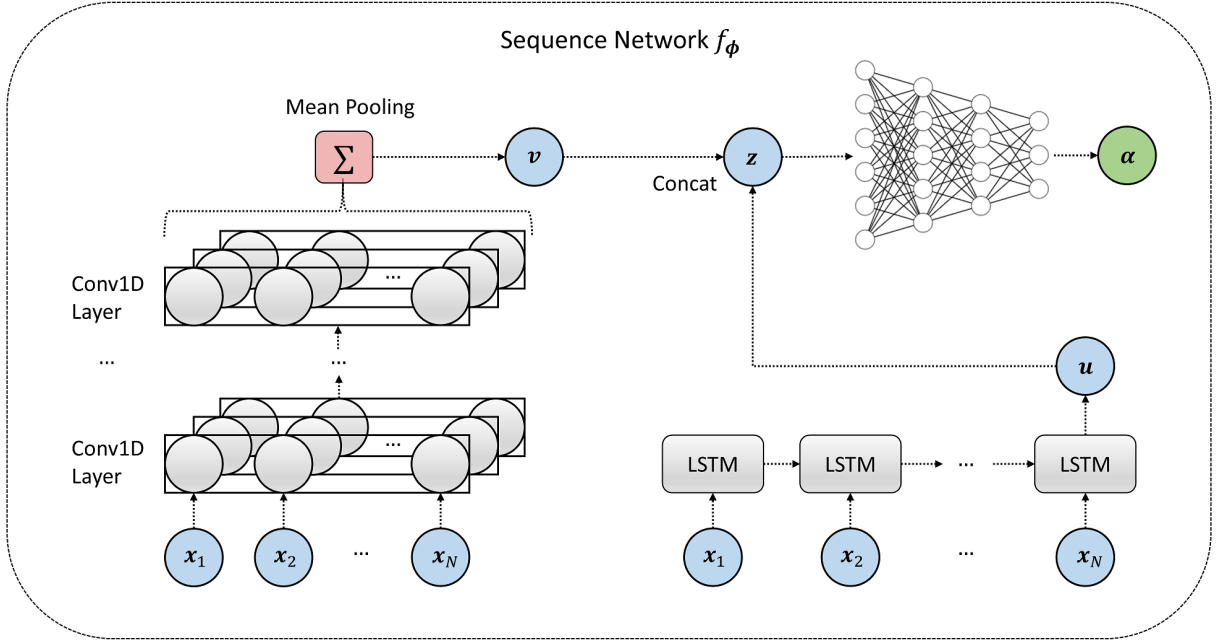 Sequence Network f_ϕ
Mean Pooling
Σ
v
z
α
Concat
...
Conv1D
Layer
...
...
u
...
Conv1D
Layer
LSTM
LSTM
...
LSTM
x_1
x_2
...
x_N
x_1
x_2
...
x_N